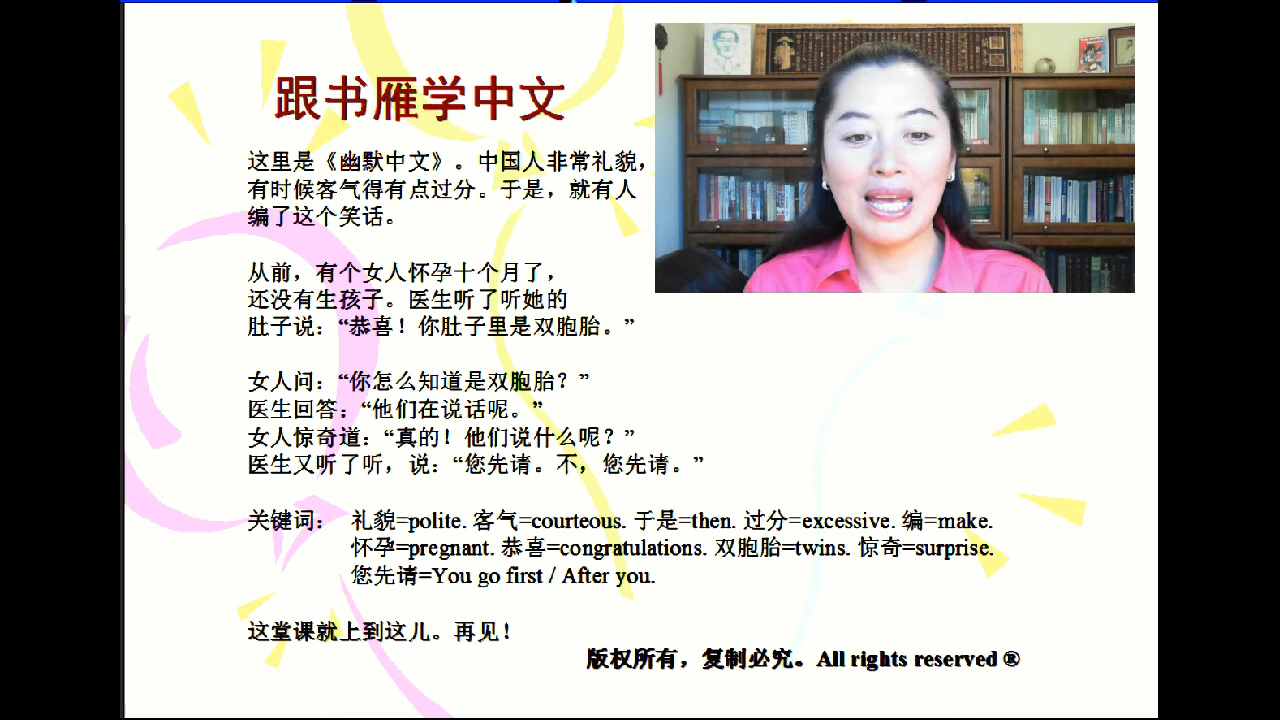 跟书雁学中文
这里是《幽默中文》。中国人非常礼貌，
有时候客气得有点过分。于是，就有人
编了这个笑话。
从前，有个女人怀孕十个月了，
还没有生孩子。医生听了听她的
肚子说：“恭喜！你肚子里是双胞胎。”
女人问：“你怎么知道是双胞胎？”
医生回答：“他们在说话呢。”
女人惊奇道：“真的！他们说什么呢？”
医生又听了听，说：“您先请。不，您先请。”
关键词： 礼貌=polite. 客气=courteous. 于是=then. 过分=excessive. 编=make.
怀孕=pregnant. 恭喜=congratulations. 双胞胎=twins. 惊奇=surprise.
您先请=You go first / After you.
这堂课就上到这儿。再见！
版权所有，复制必究。All rights reserved ®